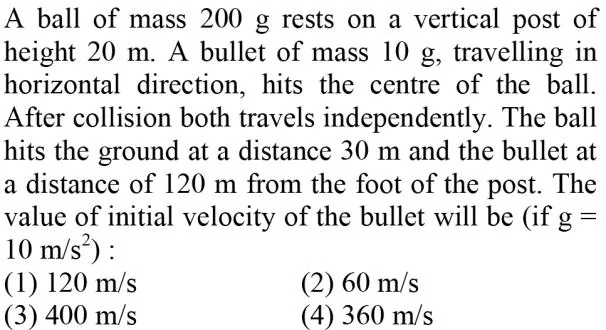 A ball of mass 200 g rests on a vertical post of
height 20 m. A bullet of mass 10 g, travelling in
horizontal direction, hits the centre of the ball.
After collision both travels independently. The ball
hits the ground at a distance 30 m and the bullet at
a distance of 120 m from the foot of the post. The
value of initial velocity of the bullet will be (if g =
10 m/s²) :
(1) 120 m/s (2) 60 m/s
(3) 400 m/s (4) 360 m/s